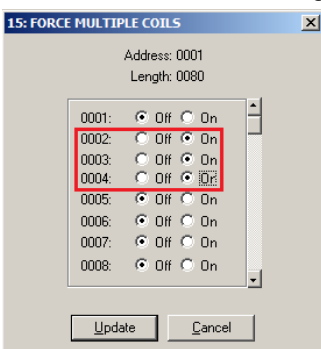 15: FORCE MULTIPLE COILS
Address: 0001
Length: 0080
0001: Off On
0002: Off On
0003: Off On
0004: Off On
0005: Off On
0006: Off On
0007: Off On
0008: Off On
Update Cancel